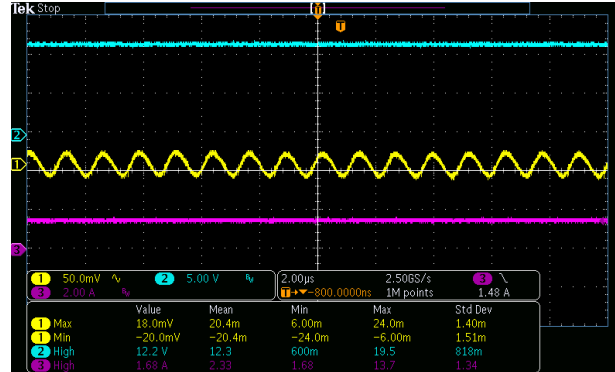 Tek Stop
T
T
2
1
3
1 50.0mV 2 5.00 V 2.00µs 2.50GS/s 3
3 2.00 A T→▼−800.0000ns 1M points 1.48 A
Value Mean Min Max Std Dev
1 Max 18.0mV 20.4m 6.00m 24.0m 1.40m
1 Min −20.0mV −20.4m −24.0m −6.00m 1.51m
2 High 12.2 V 12.3 600m 19.5 818m
3 High 1.68 A 2.33 1.68 13.7 1.34